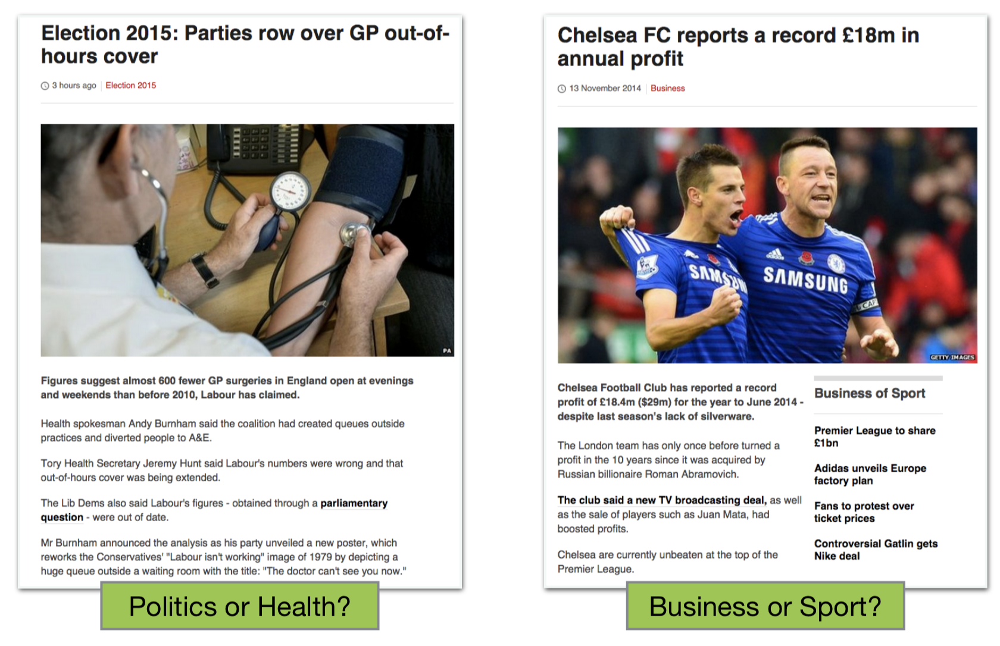 Election 2015: Parties row over GP out-of-
hours cover
3 hours ago | Election 2015
PA
Figures suggest almost 600 fewer GP surgeries in England open at evenings
and weekends than before 2010, Labour has claimed.
Health spokesman Andy Burnham said the coalition had created queues outside
practices and diverted people to A&E.
Tory Health Secretary Jeremy Hunt said Labour's numbers were wrong and that
out-of-hours cover was being extended.
The Lib Dems also said Labour's figures - obtained through a parliamentary
question - were out of date.
Mr Burnham announced the analysis as his party unveiled a new poster, which
reworks the Conservatives' "Labour isn't working" image of 1979 by depicting a
huge queue outside a waiting room with the title: "The doctor can't see you now."
Politics or Health?
Chelsea FC reports a record £18m in
annual profit
13 November 2014 | Business
adidas
SAMSUNG
SAMSUNG
CAP
GETTY IMAGES
Chelsea Football Club has reported a record
profit of £18.4m ($29m) for the year to June 2014 -
despite last season's lack of silverware.
The London team has only once before turned a
profit in the 10 years since it was acquired by
Russian billionaire Roman Abramovich.
The club said a new TV broadcasting deal, as well
as the sale of players such as Juan Mata, had
boosted profits.
Chelsea are currently unbeaten at the top of the
Premier League.
Business of Sport
Premier League to share
£1bn
Adidas unveils Europe
factory plan
Fans to protest over
ticket prices
Controversial Gatlin gets
Nike deal
Business or Sport?